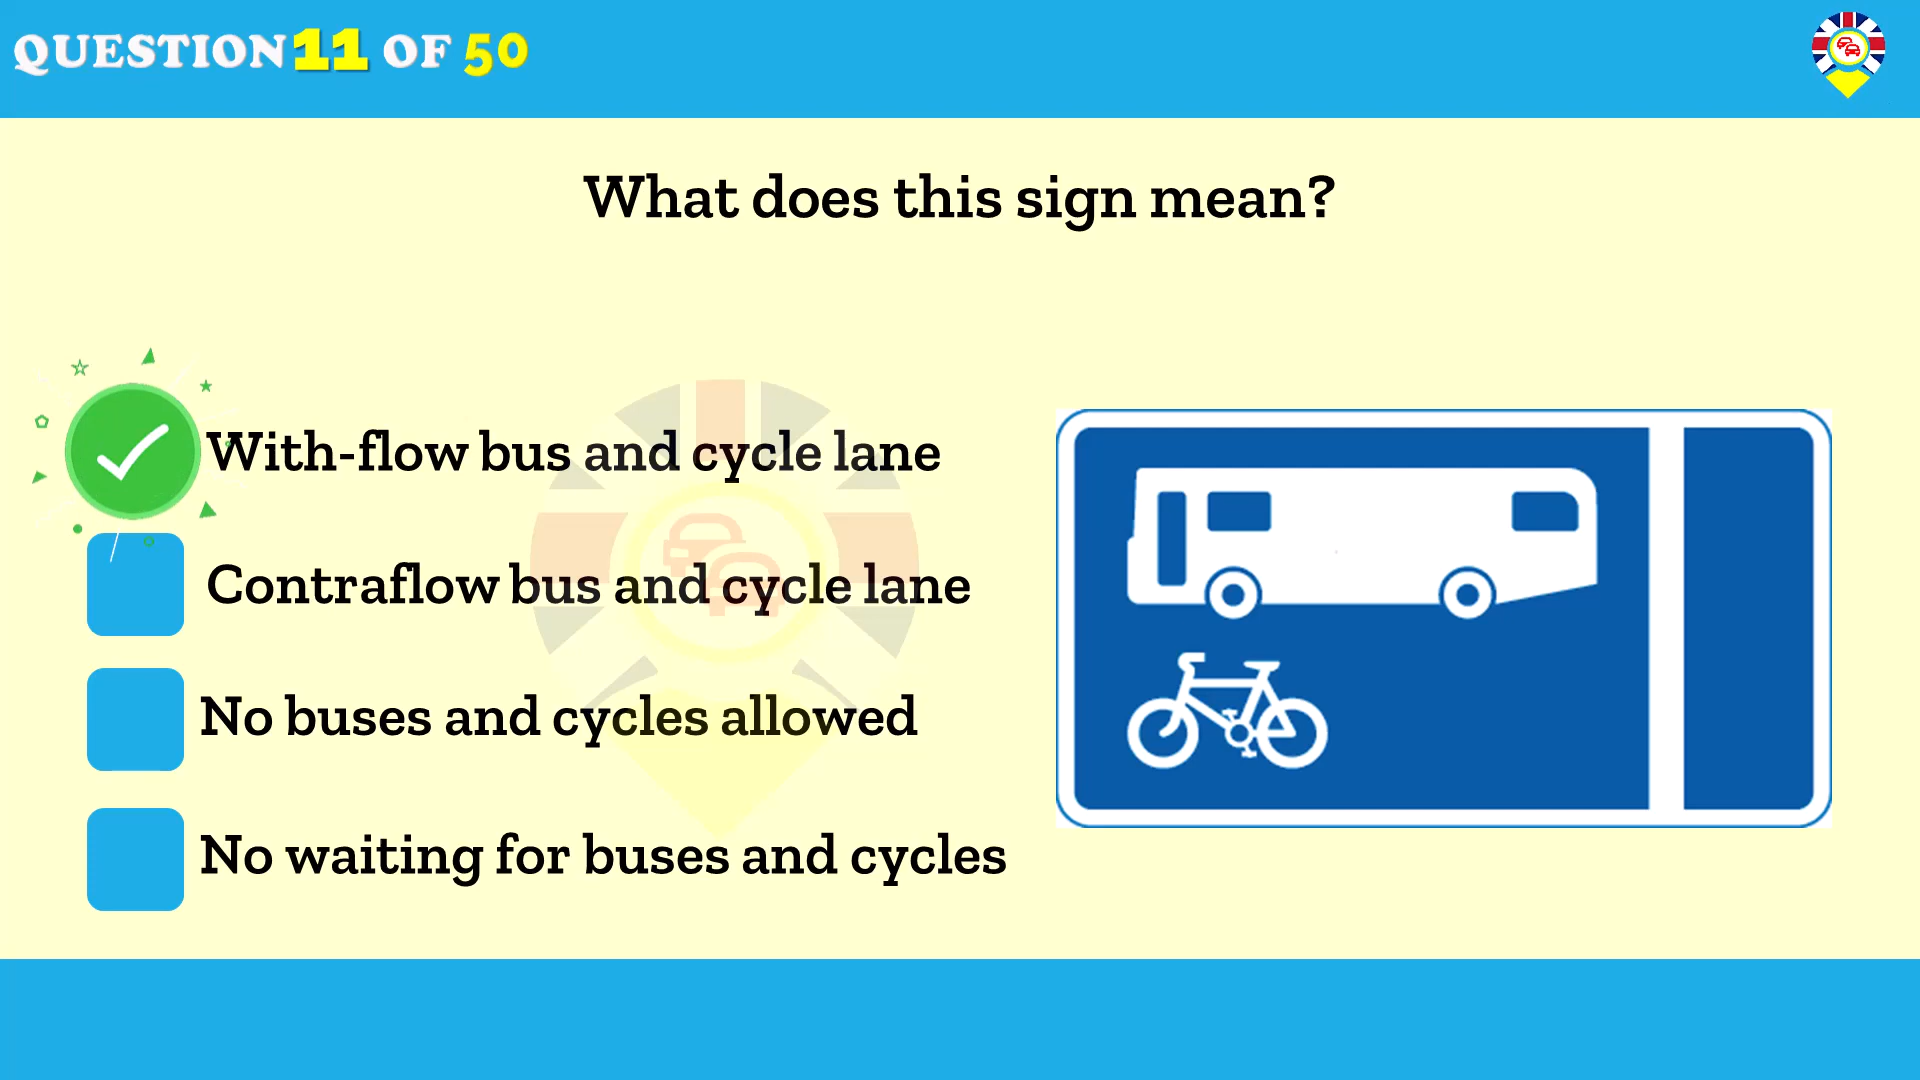 QUESTION 11 OF 50
What does this sign mean?
With-flow bus and cycle lane
Contraflow bus and cycle lane
No buses and cycles allowed
No waiting for buses and cycles